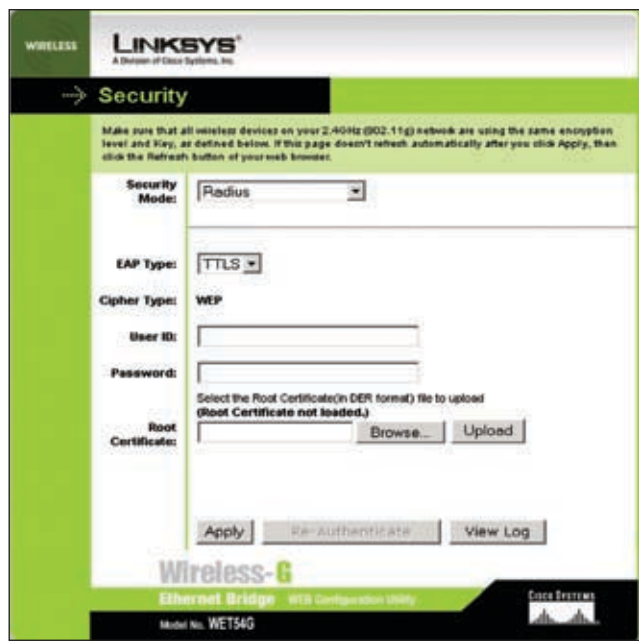 WIRELESS
LINKSYS®
A Division of Cisco Systems, Inc.
Security
Make sure that all wireless devices on your 2.4GHz (802.11g) network are using the same encryption
level and Key, as defined below. If this page doesn't refresh automatically after you click Apply, then
click the Refresh button of your web browser.
Security Mode:
Radius
EAP Type:
TTLS
Cipher Type:
WEP
User ID:
Password:
Select the Root Certificate(in DER format) file to upload
(Root Certificate not loaded.)
Root Certificate:
Browse...
Upload
Apply
Re-Authenticate
View Log
Wireless-G
Ethernet Bridge WEB Configuration Utility
Model No. WET54G
CISCO SYSTEMS